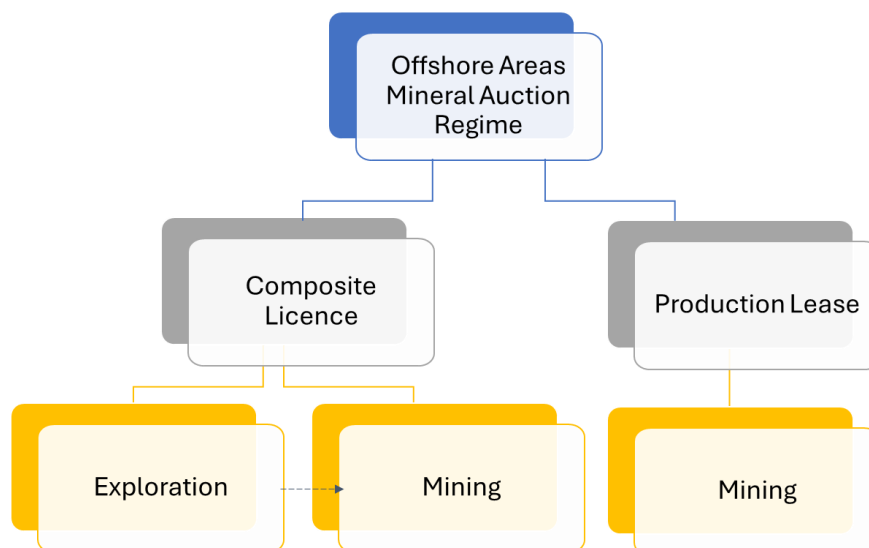 Offshore Areas
Mineral Auction
Regime
Composite
Licence
Production Lease
Exploration
Mining
Mining